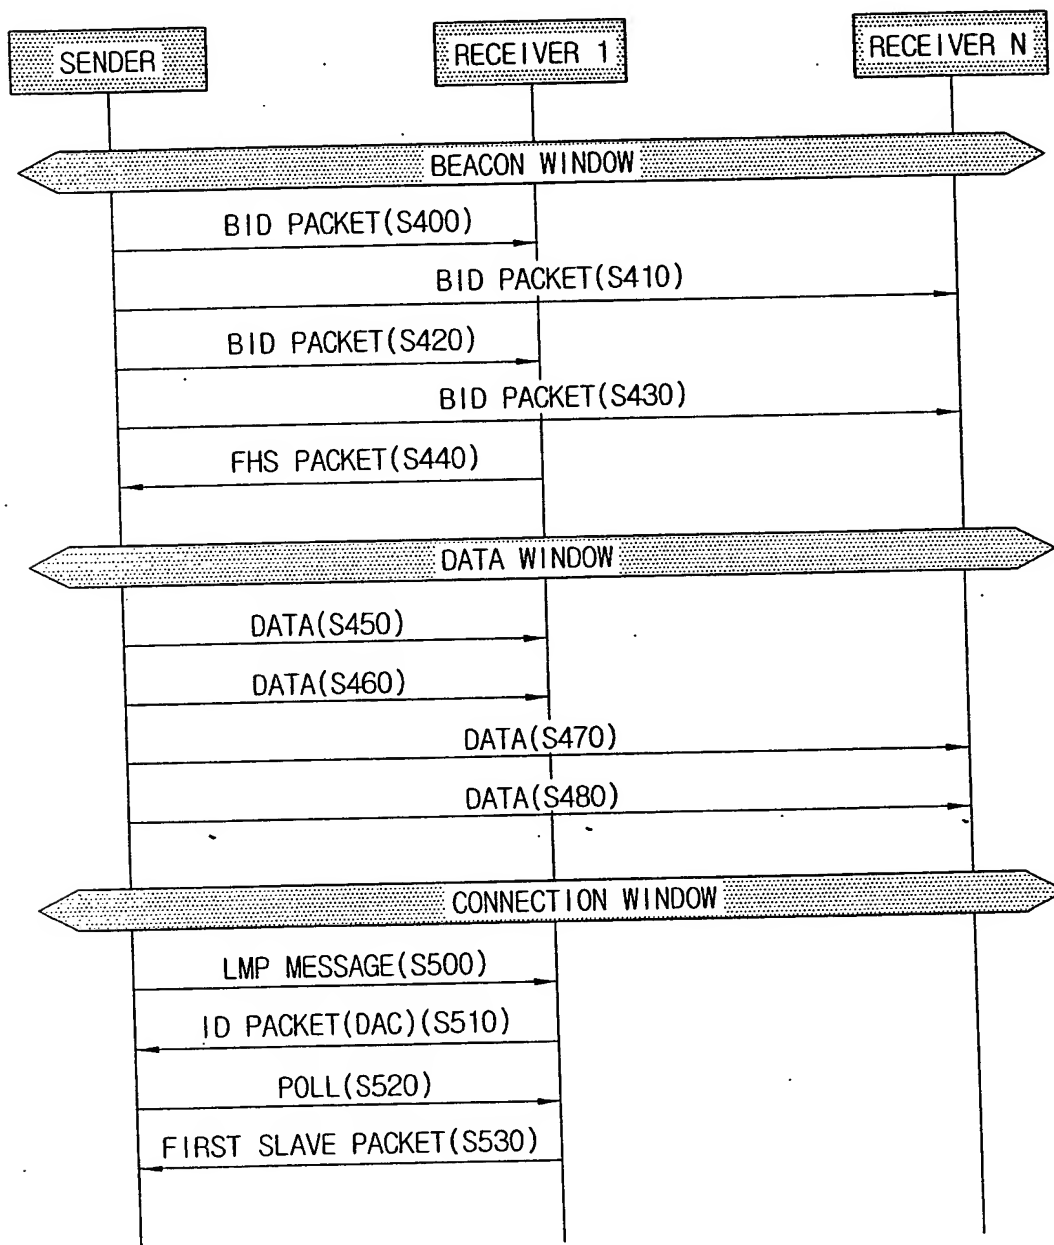 SENDER
RECEIVER 1
RECEIVER N
BEACON WINDOW
BID PACKET(S400)
BID PACKET(S410)
BID PACKET(S420)
BID PACKET(S430)
FHS PACKET(S440)
DATA WINDOW
DATA(S450)
DATA(S460)
DATA(S470)
DATA(S480)
CONNECTION WINDOW
LMP MESSAGE(S500)
ID PACKET(DAC)(S510)
POLL(S520)
FIRST SLAVE PACKET(S530)